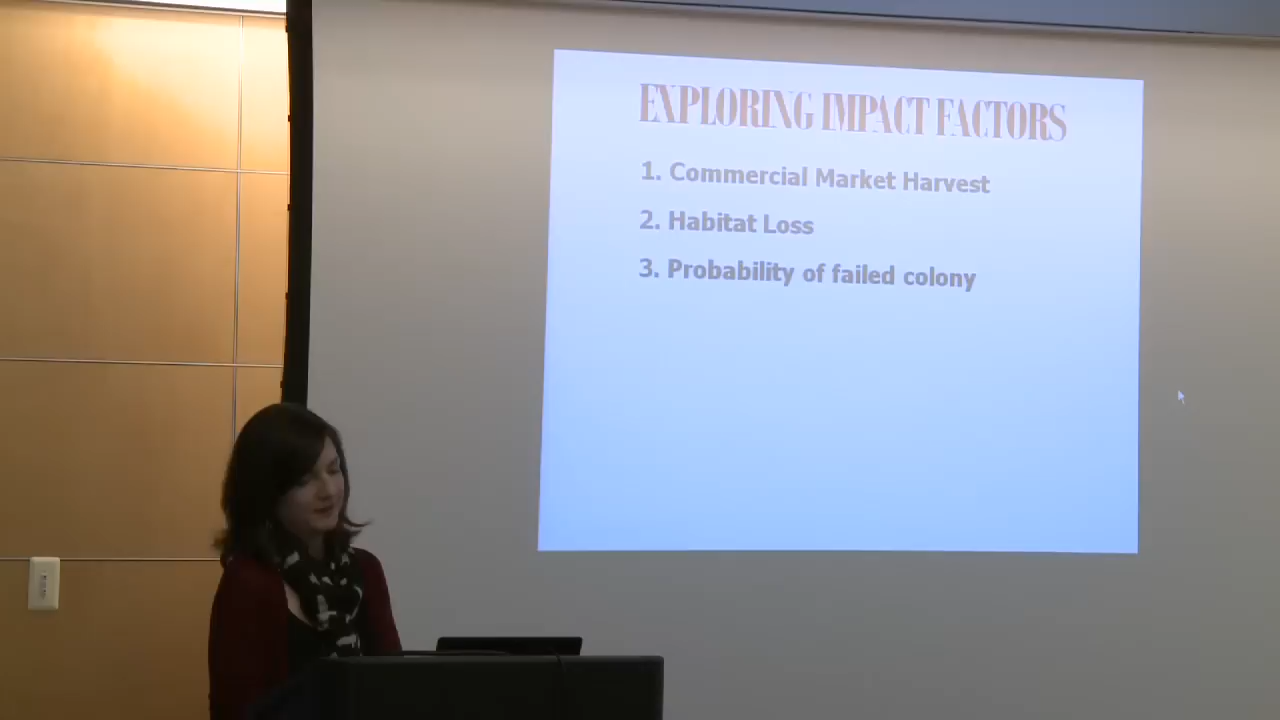 EXPLORING IMPACT FACTORS
1. Commercial Market Harvest
2. Habitat Loss
3. Probability of failed colony